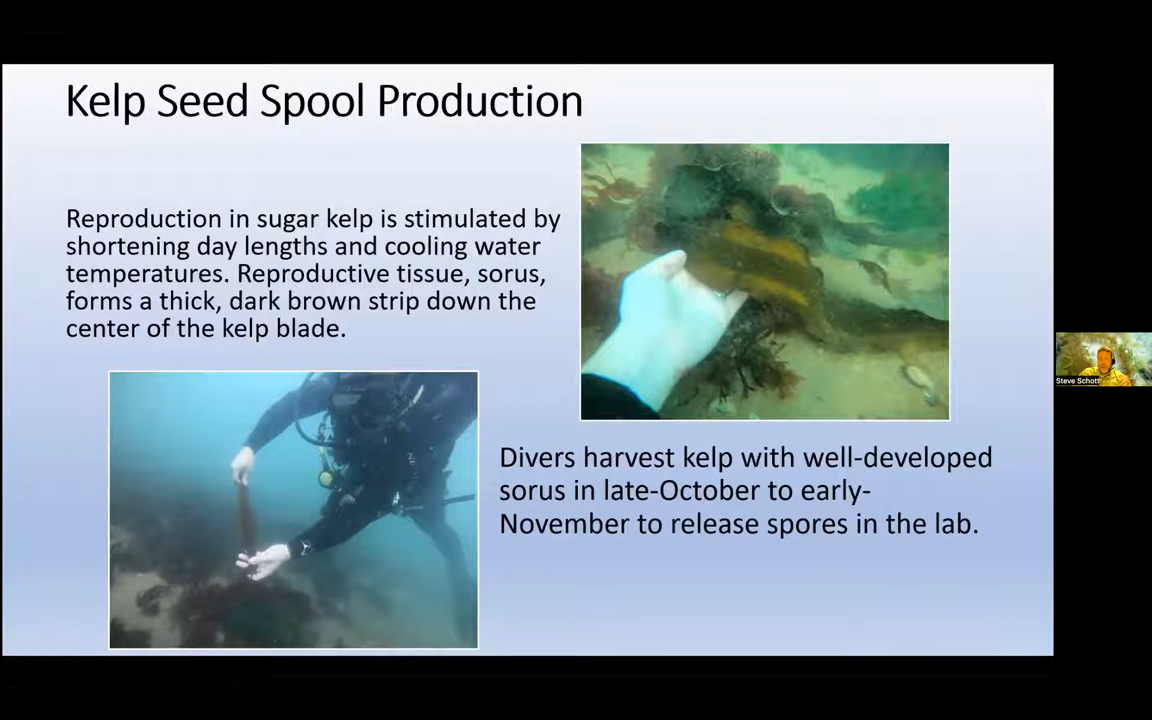 Kelp Seed Spool Production
Reproduction in sugar kelp is stimulated by
shortening day lengths and cooling water
temperatures. Reproductive tissue, sorus,
forms a thick, dark brown strip down the
center of the kelp blade.
Divers harvest kelp with well-developed
sorus in late-October to early-
November to release spores in the lab.
Steve Schott